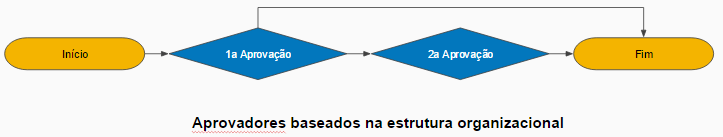 Início
1a Aprovação
2a Aprovação
Fim
Aprovadores baseados na estrutura organizacional